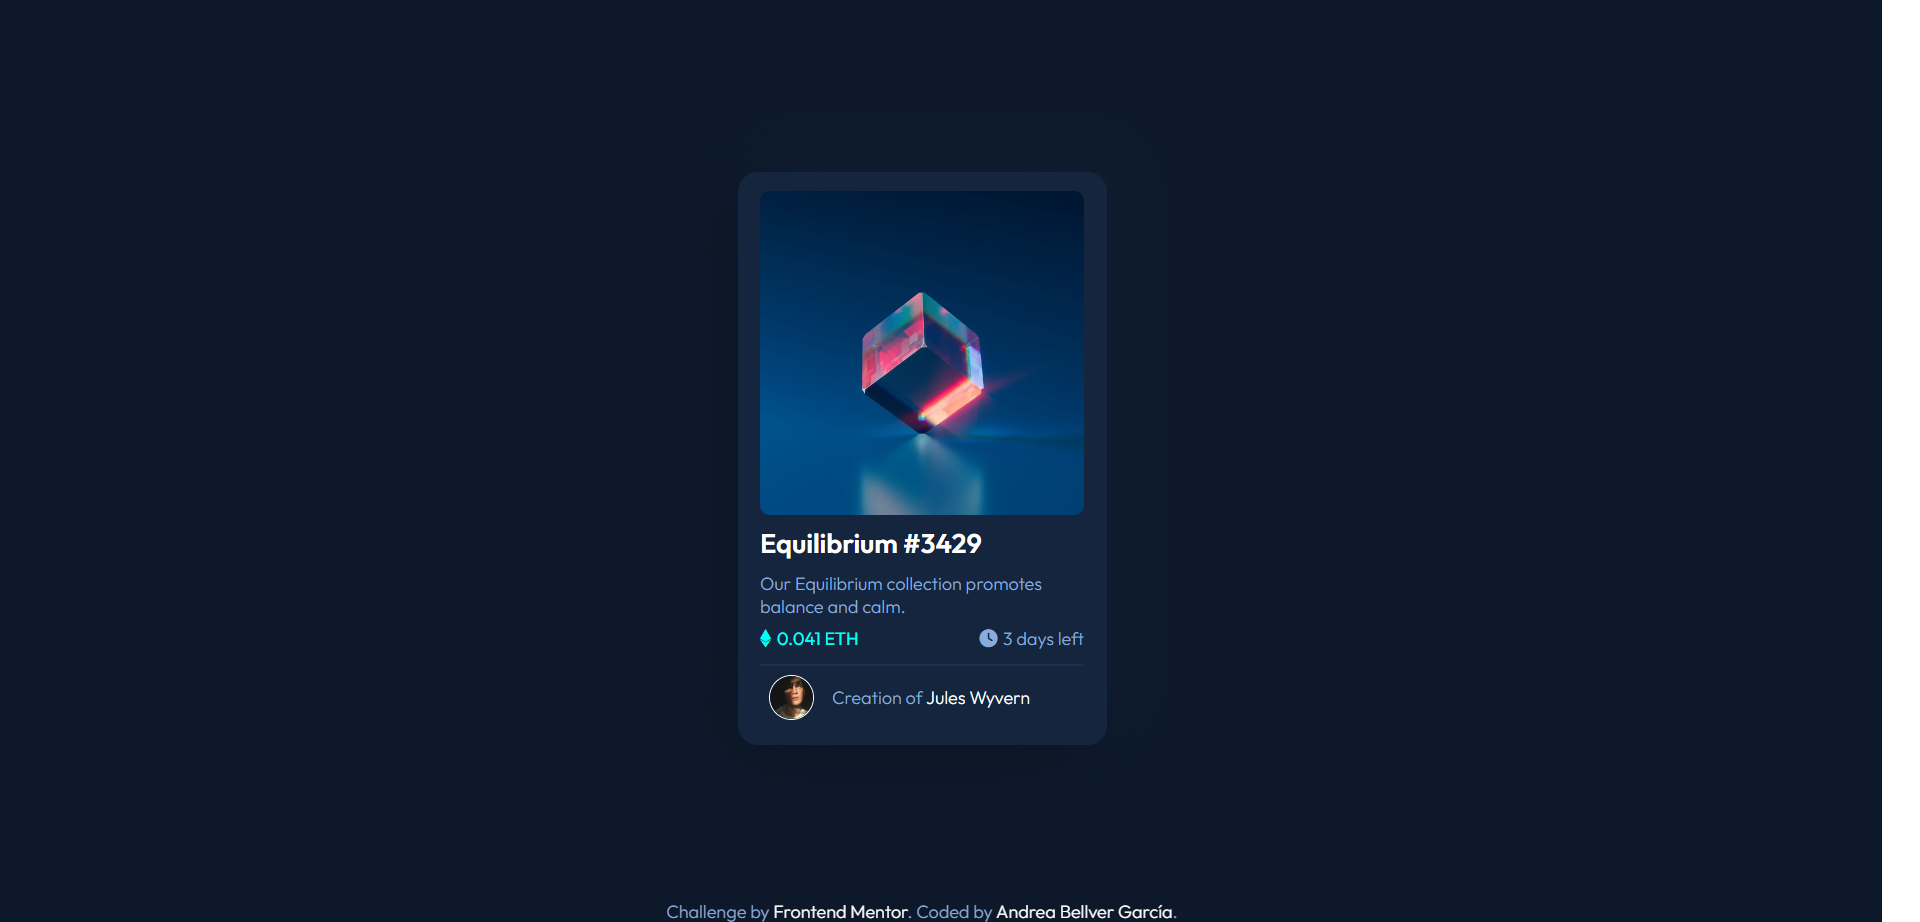 Equilibrium #3429
Our Equilibrium collection promotes
balance and calm.
0.041 ETH
3 days left
Creation of Jules Wyvern
Challenge by Frontend Mentor. Coded by Andrea Bellver García.